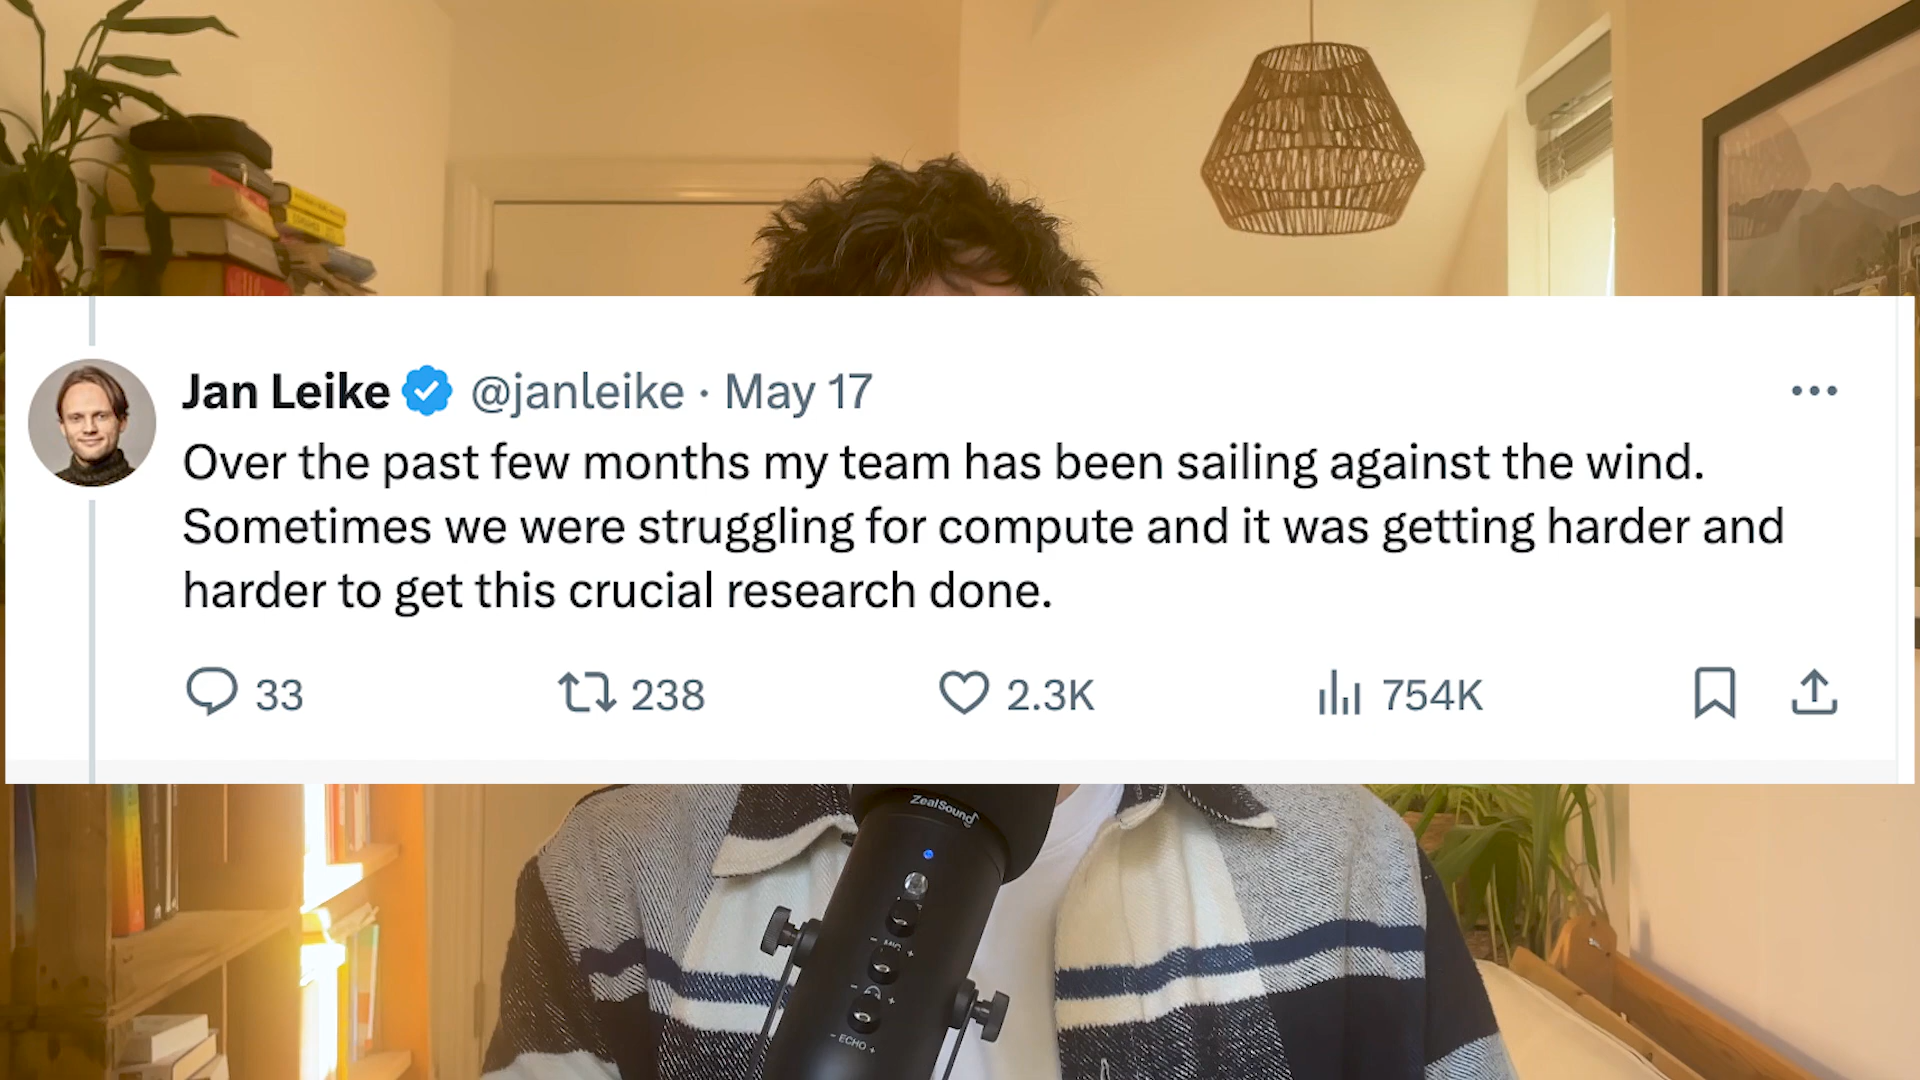 Jan Leike @janleike · May 17
Over the past few months my team has been sailing against the wind.
Sometimes we were struggling for compute and it was getting harder and
harder to get this crucial research done.
33 238 2.3K 754K
ZealSound
- MIC +
- +
- ECHO +